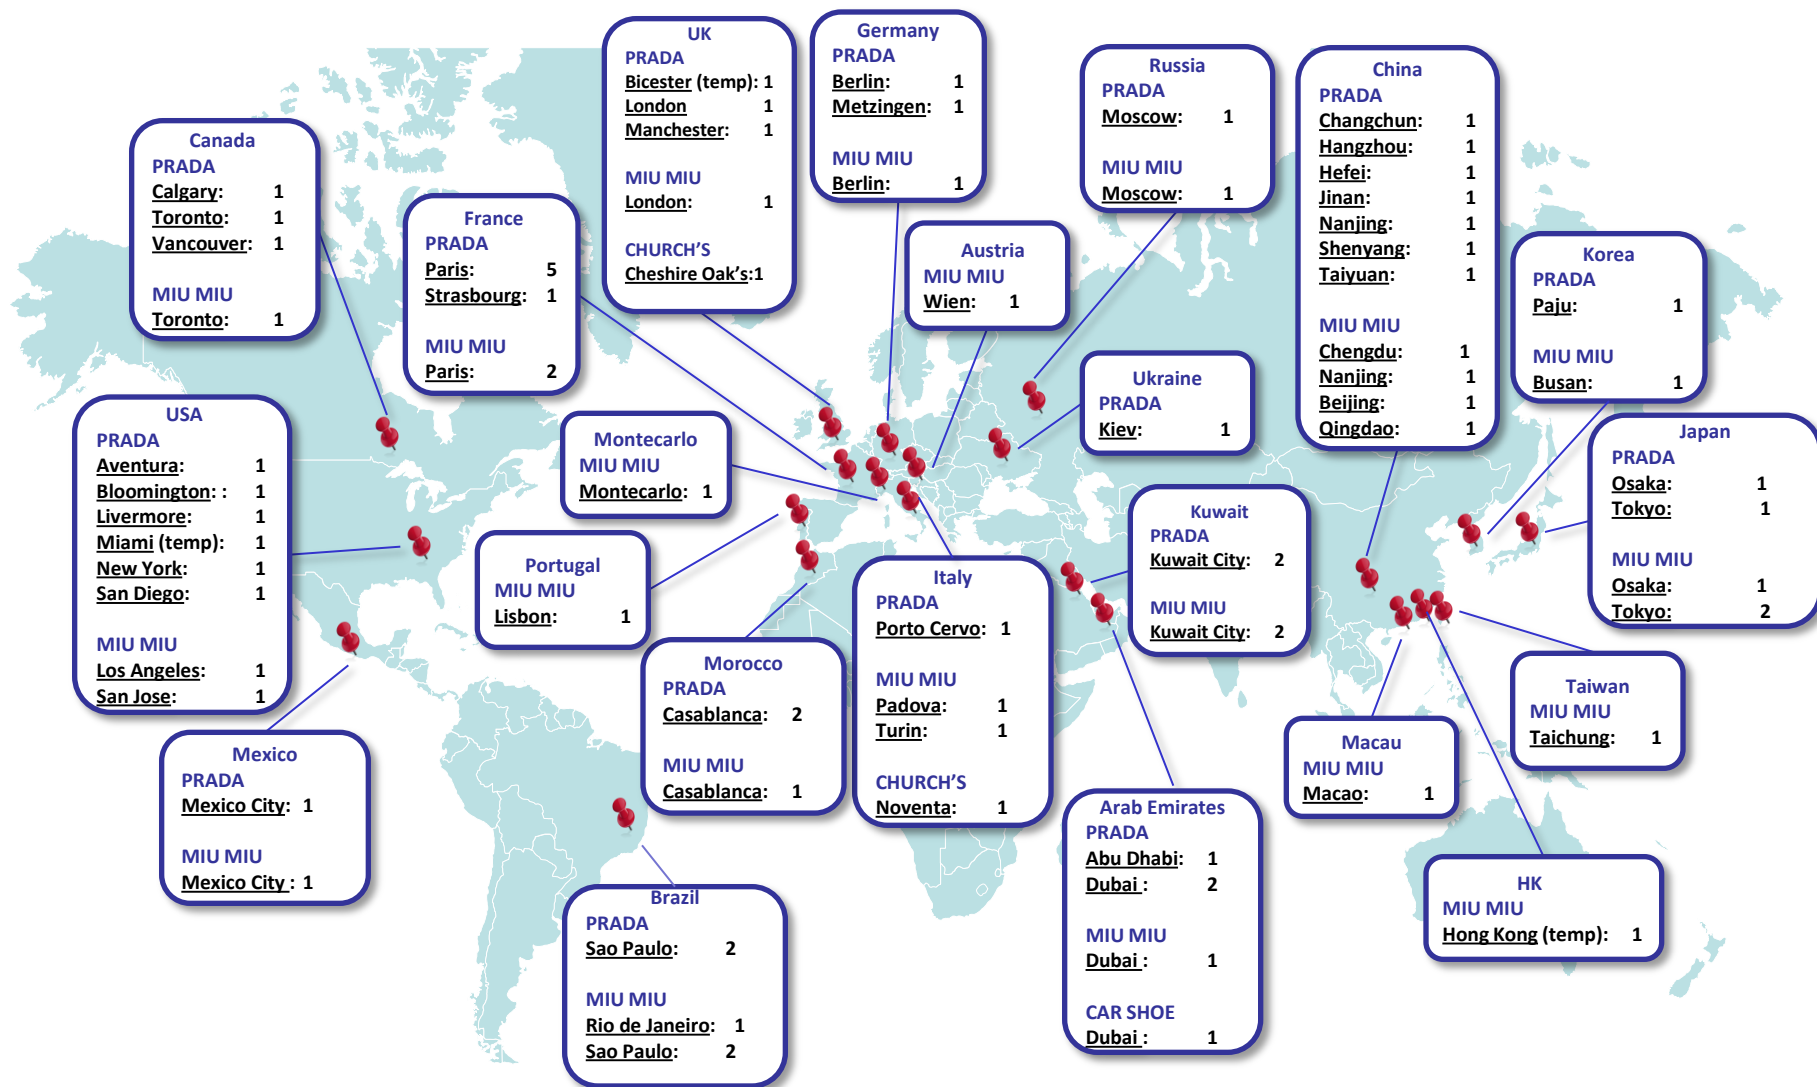 UK
PRADA
Bicester (temp): 1
London 1
Manchester: 1
MIU MIU
London: 1
CHURCH'S
Cheshire Oak's:1
Germany
PRADA
Berlin: 1
Metzingen: 1
MIU MIU
Berlin: 1
Russia
PRADA
Moscow: 1
MIU MIU
Moscow: 1
China
PRADA
Changchun: 1
Hangzhou: 1
Hefei: 1
Jinan: 1
Nanjing: 1
Shenyang: 1
Taiyuan: 1
MIU MIU
Chengdu: 1
Nanjing: 1
Beijing: 1
Qingdao: 1
Canada
PRADA
Calgary: 1
Toronto: 1
Vancouver: 1
MIU MIU
Toronto: 1
France
PRADA
Paris: 5
Strasbourg: 1
MIU MIU
Paris: 2
Austria
MIU MIU
Wien: 1
Korea
PRADA
Paju: 1
MIU MIU
Busan: 1
Ukraine
PRADA
Kiev: 1
USA
PRADA
Aventura: 1
Bloomington: : 1
Livermore: 1
Miami (temp): 1
New York: 1
San Diego: 1
MIU MIU
Los Angeles: 1
San Jose: 1
Montecarlo
MIU MIU
Montecarlo: 1
Japan
PRADA
Osaka: 1
Tokyo: 1
MIU MIU
Osaka: 1
Tokyo: 2
Kuwait
PRADA
Kuwait City: 2
MIU MIU
Kuwait City: 2
Portugal
MIU MIU
Lisbon: 1
Italy
PRADA
Porto Cervo: 1
MIU MIU
Padova: 1
Turin: 1
CHURCH'S
Noventa: 1
Morocco
PRADA
Casablanca: 2
MIU MIU
Casablanca: 1
Taiwan
MIU MIU
Taichung: 1
Macau
MIU MIU
Macao: 1
Mexico
PRADA
Mexico City: 1
MIU MIU
Mexico City : 1
Arab Emirates
PRADA
Abu Dhabi: 1
Dubai : 2
MIU MIU
Dubai : 1
CAR SHOE
Dubai : 1
HK
MIU MIU
Hong Kong (temp): 1
Brazil
PRADA
Sao Paulo: 2
MIU MIU
Rio de Janeiro: 1
Sao Paulo: 2